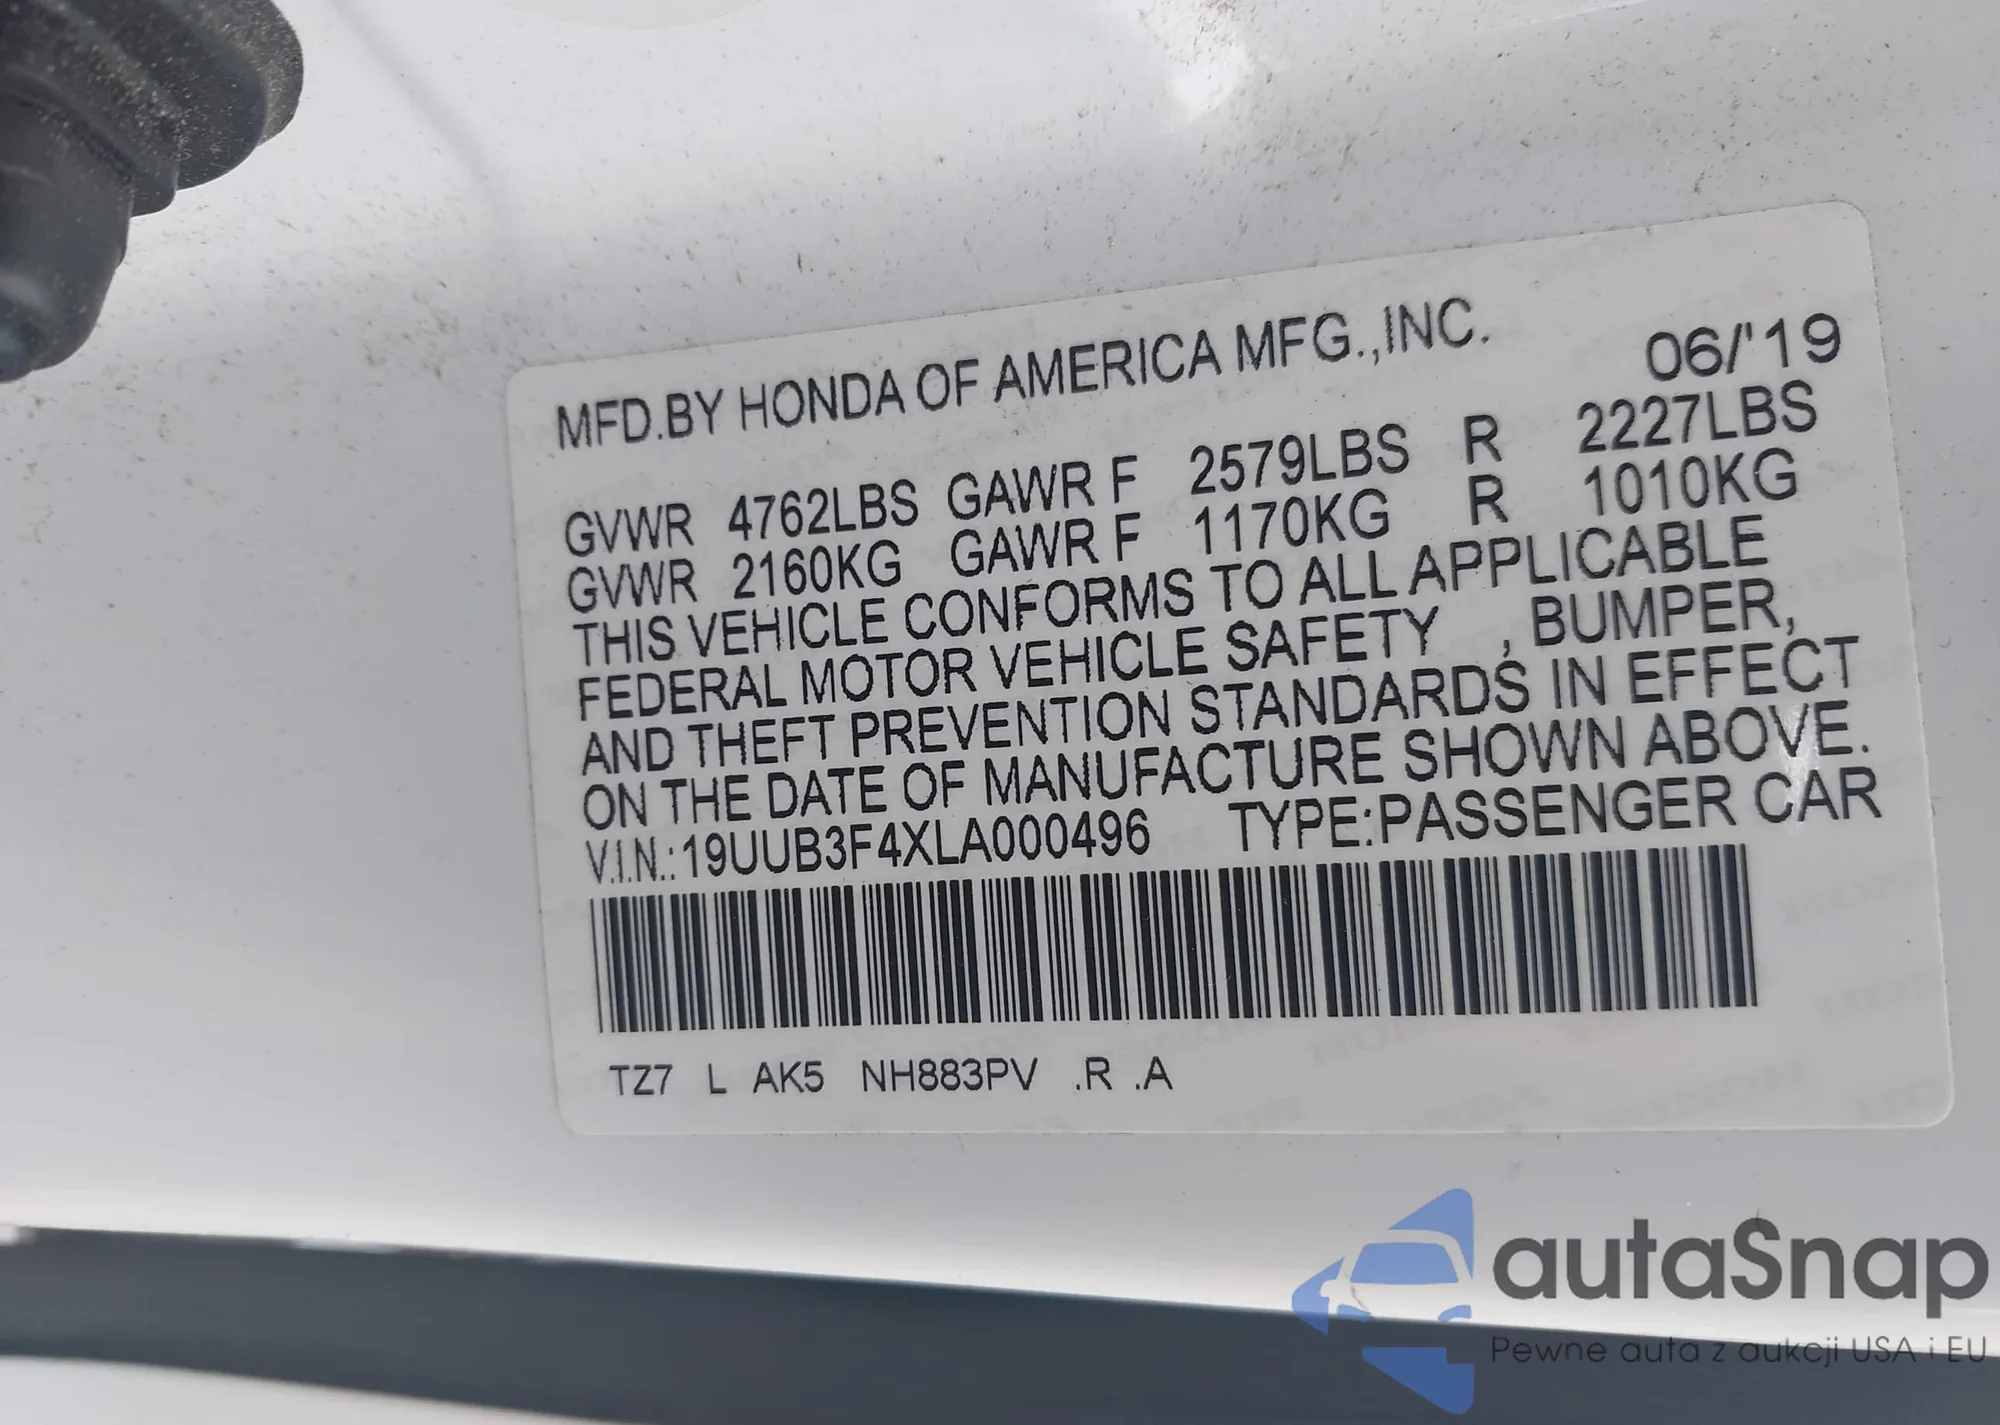 MFD.BY HONDA OF AMERICA MFG.,INC. 06/'19
GVWR 4762LBS GAWR F 2579LBS R 2227LBS
GVWR 2160KG GAWR F 1170KG R 1010KG
THIS VEHICLE CONFORMS TO ALL APPLICABLE
FEDERAL MOTOR VEHICLE SAFETY , BUMPER,
AND THEFT PREVENTION STANDARDS IN EFFECT
ON THE DATE OF MANUFACTURE SHOWN ABOVE.
V.I.N.:19UUB3F4XLA000496 TYPE:PASSENGER CAR
TZ7 L AK5 NH883PV .R .A
autaSnap
Pewne auta z aukcji USA i EU